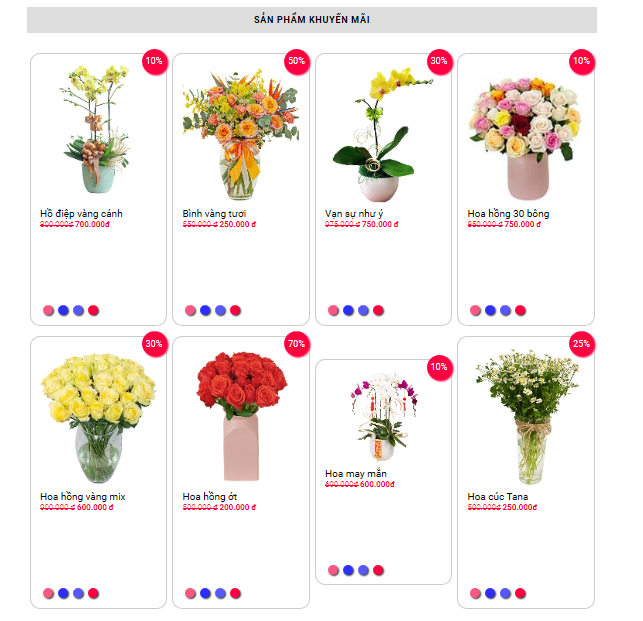 SẢN PHẨM KHUYẾN MÃI
10%
50%
30%
10%
Hồ điệp vàng cánh
800.000đ 700.000đ
Bình vàng tươi
550.000 đ 250.000 đ
Vạn sự như ý
975.000 đ 750.000 đ
Hoa hồng 30 bông
850.000 đ 750.000 đ
30%
70%
10%
25%
Hoa hồng vàng mix
900.000 đ 600.000 đ
Hoa hồng ớt
500.000 đ 200.000 đ
Hoa may mắn
690.000đ 600.000đ
Hoa cúc Tana
500.000đ 250.000đ